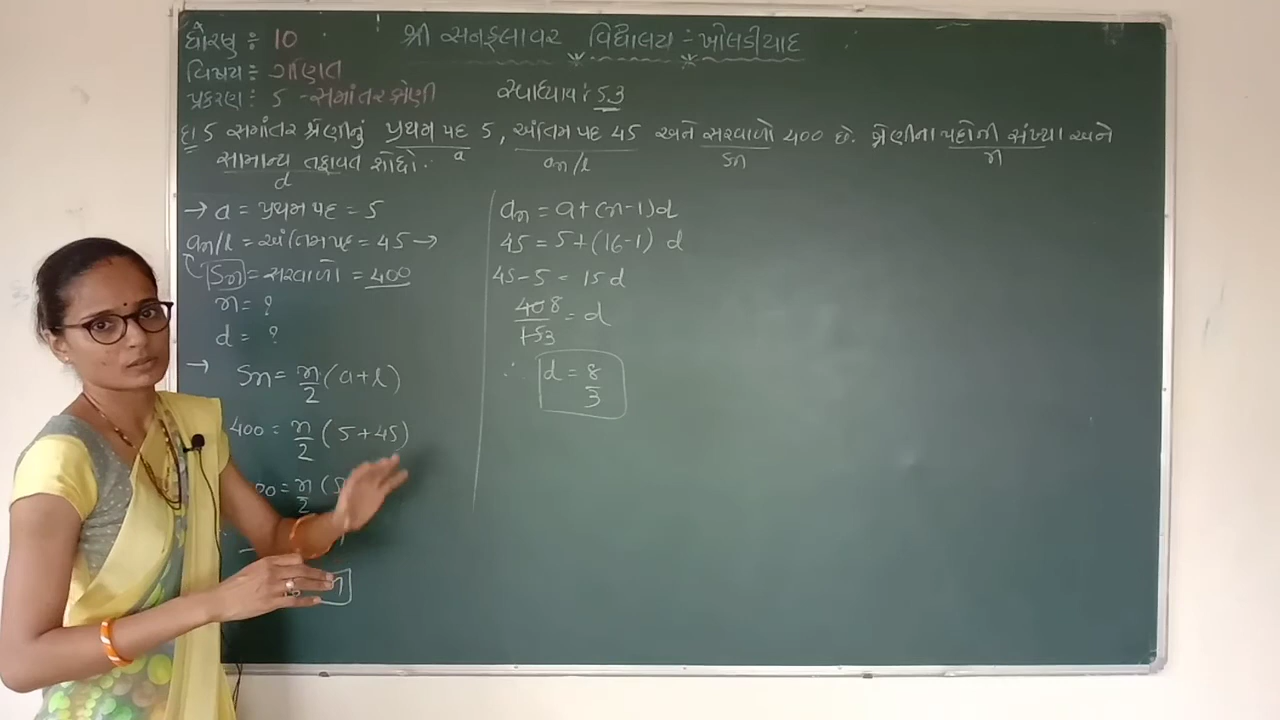 ધોરણ : 10
શ્રી સનફલાવર વિદ્યાલય - ખોલડીયાદ
વિષય : ગણિત
પ્રકરણ : 5 - સમાંતર શ્રેણી
સ્વાધ્યાય : 5.3
દા 5 સમાંતર શ્રેણીનું પ્રથમ પદ 5, અંતિમ પદ 45 અને સરવાળો 400 છે. શ્રેણીના પદોની સંખ્યા અને
a an/l Sn n
સામાન્ય તફાવત શોધો.
d
→ a = પ્રથમ પદ = 5
an/l = અંતિમ પદ = 45 →
Sn = સરવાળો = 400
n = ?
d = ?
→ Sn = n/2 (a + l)
400 = n/2 (5 + 45)
= n/2 (
n
an = a + (n-1) d
45 = 5 + (16-1) d
45 - 5 = 15 d
40 8 / 15 3 = d
∴ d = 8/3